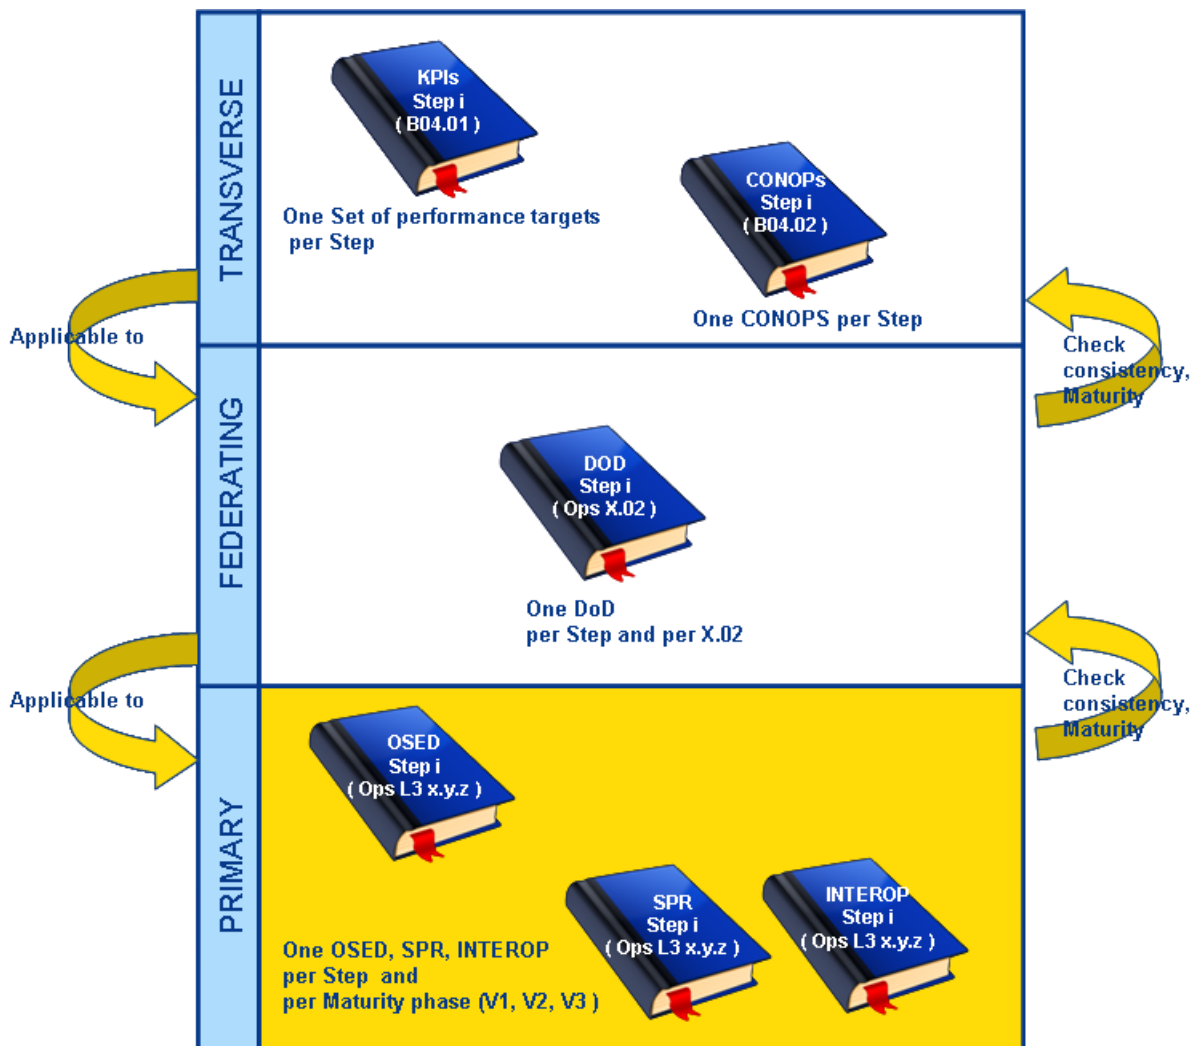 TRANSVERSE
KPIs
Step i
( B04.01 )
One Set of performance targets
per Step
CONOPs
Step i
( B04.02 )
One CONOPS per Step
Applicable to
Check
consistency,
Maturity
FEDERATING
DOD
Step i
( Ops X.02 )
One DoD
per Step and per X.02
Applicable to
Check
consistency,
Maturity
PRIMARY
OSED
Step i
( Ops L3 x.y.z )
SPR
Step i
( Ops L3 x.y.z )
INTEROP
Step i
( Ops L3 x.y.z )
One OSED, SPR, INTEROP
per Step and
per Maturity phase (V1, V2, V3 )